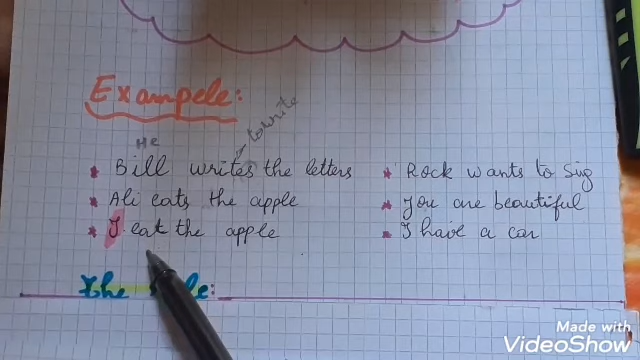 Exampele:
to write
He
Bill writes the letters
Ali eats the apple
I eat the apple
Rock wants to Sig
You are beautiful
I have a car
The
Made with
VideoShow